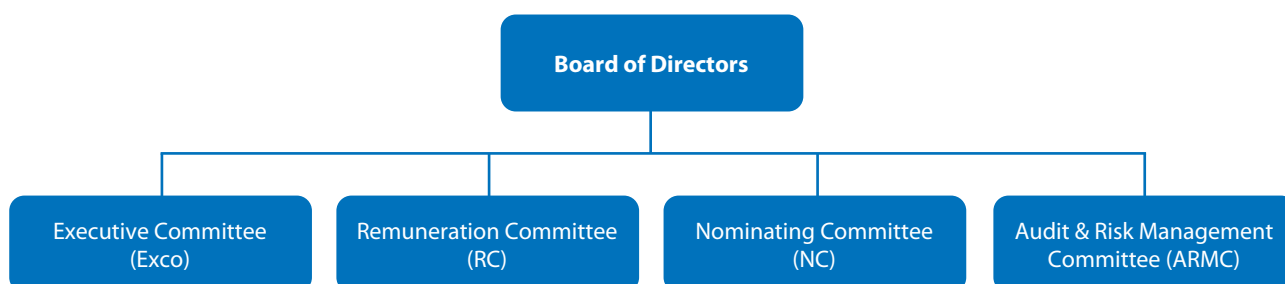 Board of Directors
Executive Committee
(Exco)
Remuneration Committee
(RC)
Nominating Committee
(NC)
Audit & Risk Management
Committee (ARMC)